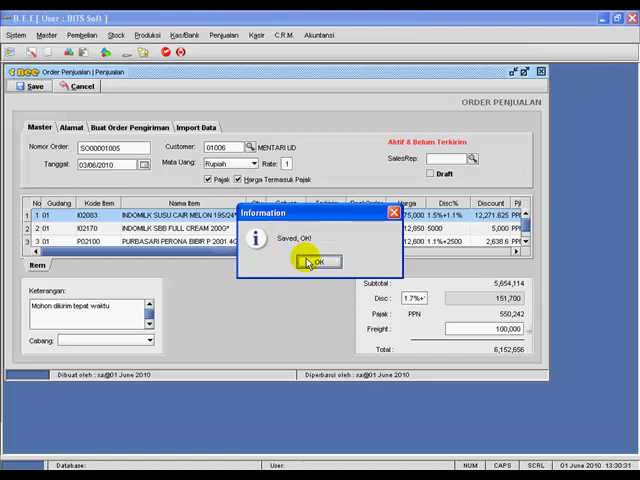 B.E.E [ User : BITS Soft ]
Sistem Master Pembelian Stock Produksi Kas/Bank Penjualan Kasir C.R.M. Akuntansi
BEE Order Penjualan | Penjualan
Save Cancel
ORDER PENJUALAN
Master Alamat Buat Order Pengiriman Import Data
Nomor Order: SO00001005 Customer: 01006 MENTARI UD
Aktif & Belum Terkirim
Tanggal: 03/06/2010 Mata Uang: Rupiah Rate: 1 SalesRep:
Pajak Harga Termasuk Pajak Draft
No Gudang Kode Item Nama Item Disc% Discount
1 1 01 I02083 INDOMILK SUSU CAIR MELON 195/24* 75,000 1.5%+1.1% 12,271.625
2 2 01 I02170 INDOMILK SBB FULL CREAM 200G* 12,850 5000 5,000
3 3 01 P02100 PURBASARI PERONA BIBIR P 2001 1.1%+2500 2,638.6
Information
Saved, OK!
OK
Item
Keterangan:
Mohon dikirim tepat waktu
Cabang:
Subtotal : 5,654,114
Disc : 1.7%+ 151,700
Pajak : PPN 550,242
Freight : 100,000
Total : 6,152,656
Dibuat oleh : sa@01 June 2010 Diperbarui oleh : sa@01 June 2010
Database: User: NUM CAPS SCRL 01 June 2010 13:30:31